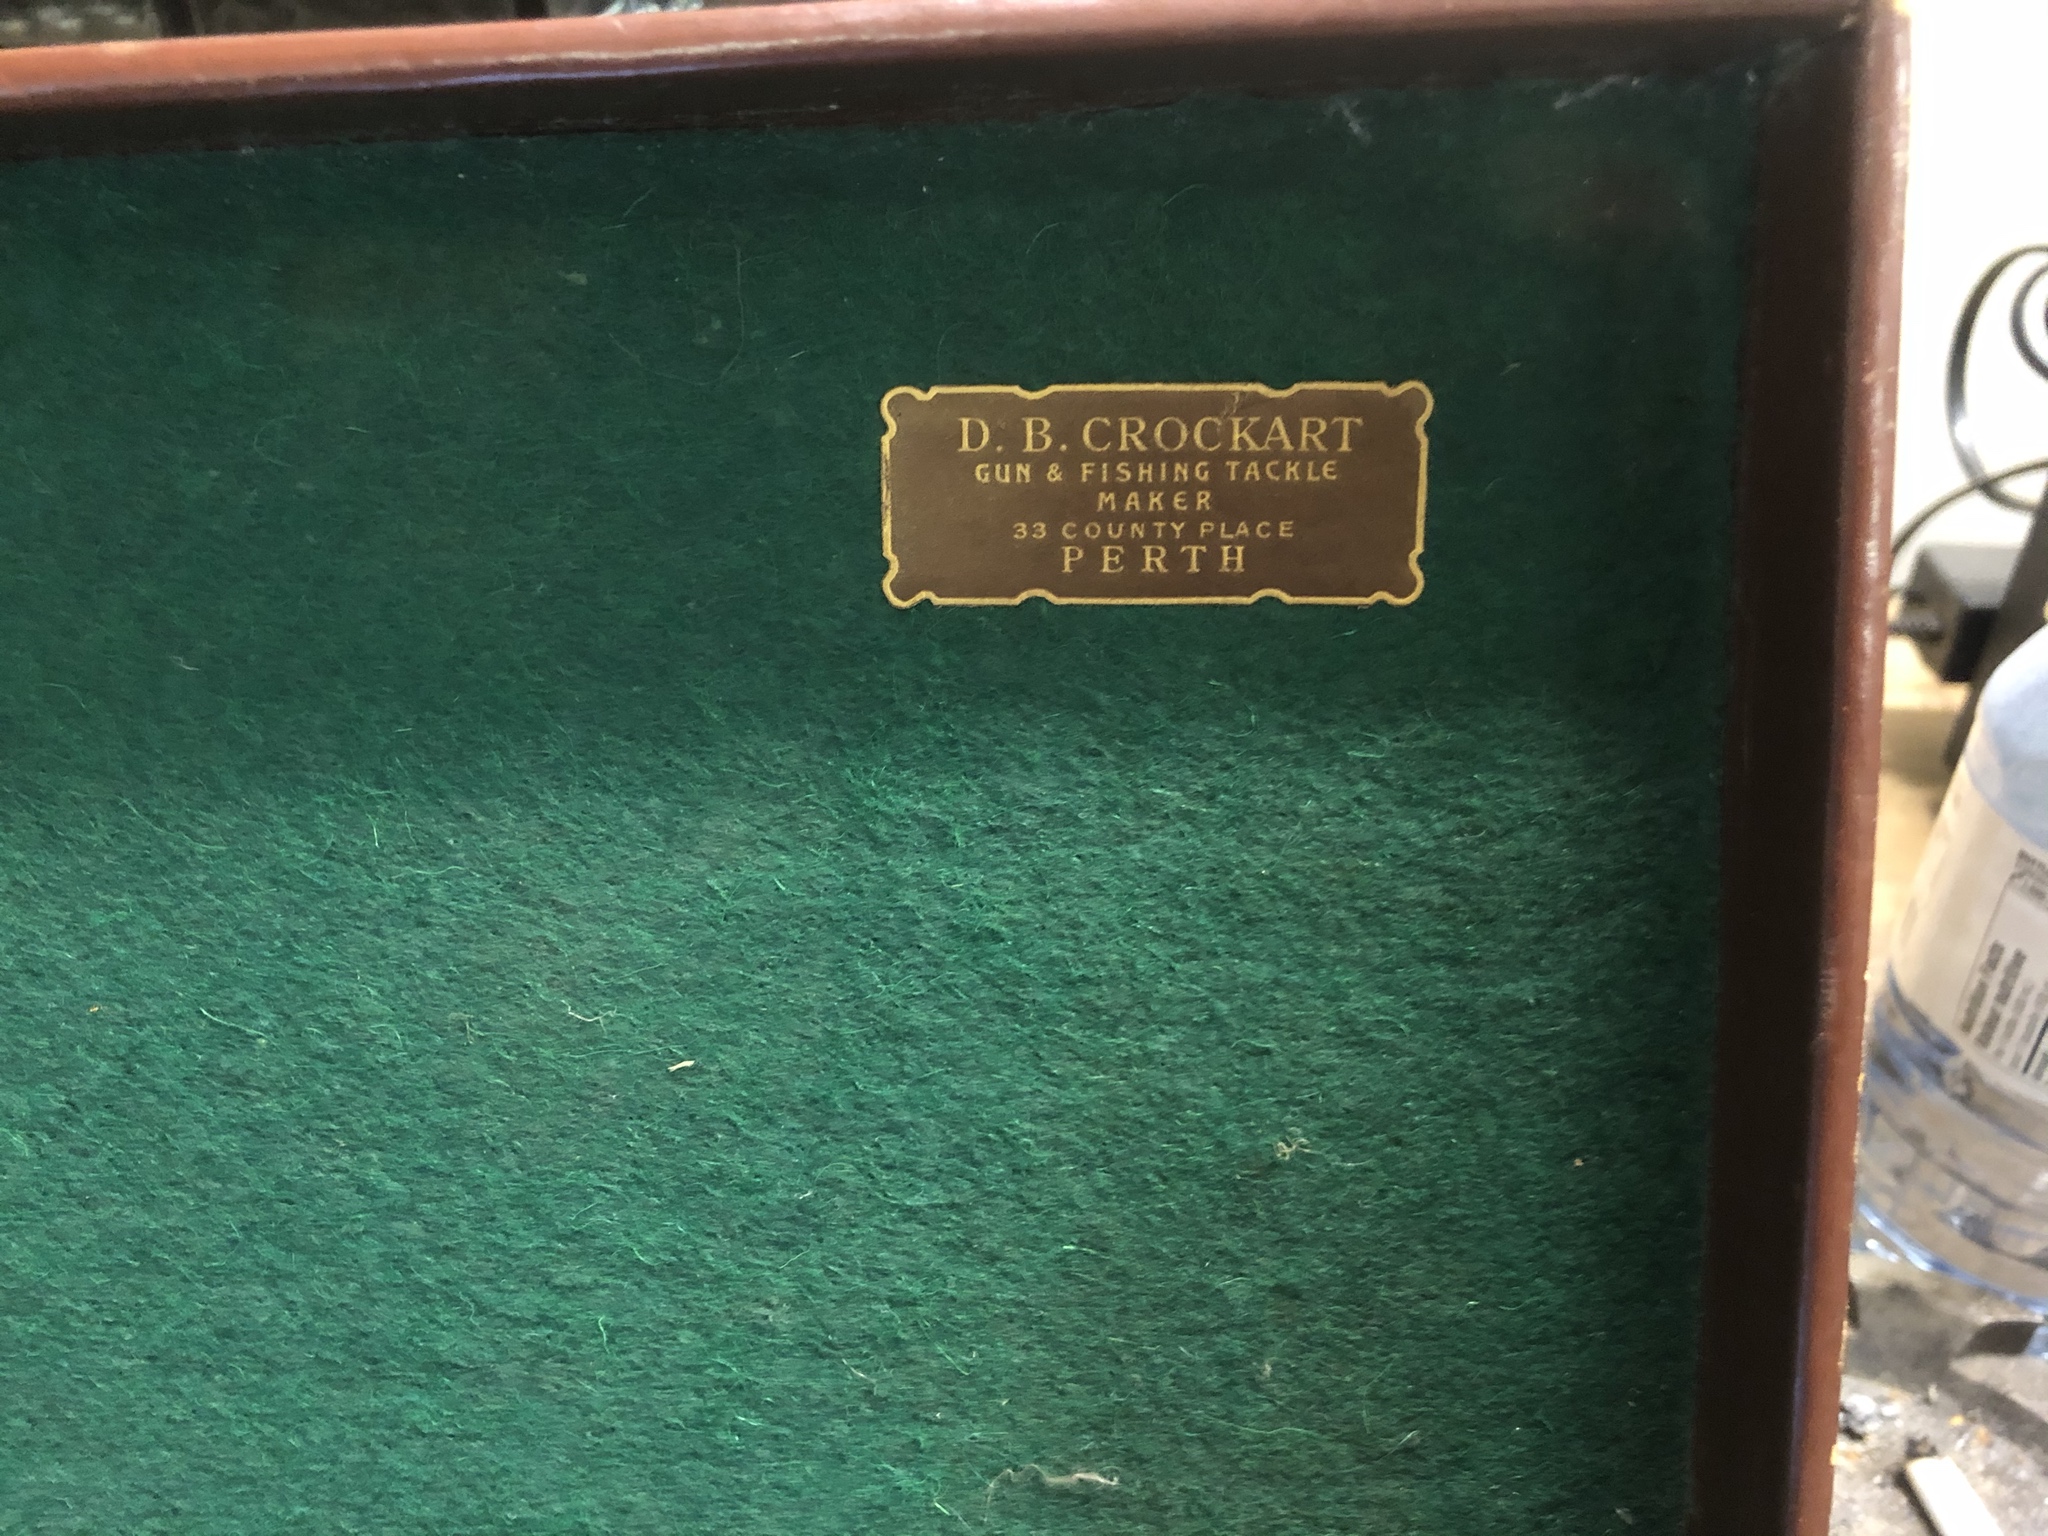 D. B. CROCKART
GUN & FISHING TACKLE
MAKER
33 COUNTY PLACE
PERTH